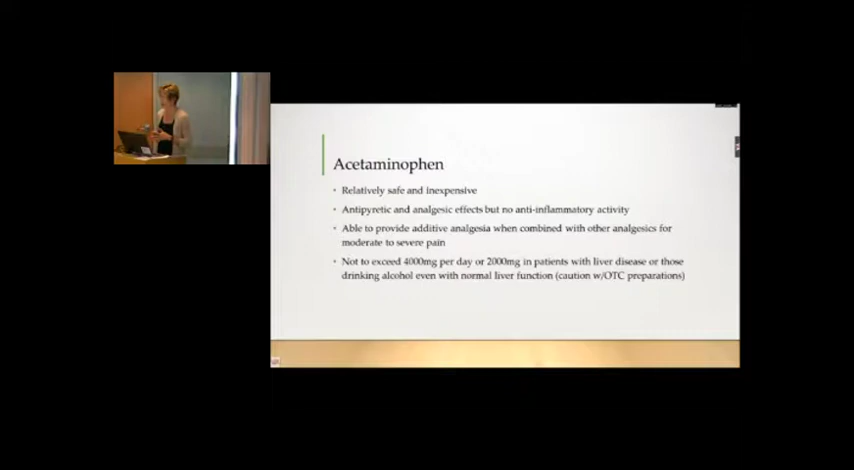 Acetaminophen
• Relatively safe and inexpensive
• Antipyretic and analgesic effects but no anti-inflammatory activity
• Able to provide additive analgesia when combined with other analgesics for
moderate to severe pain
• Not to exceed 4000mg per day or 2000mg in patients with liver disease or those
drinking alcohol even with normal liver function (caution w/OTC preparations)